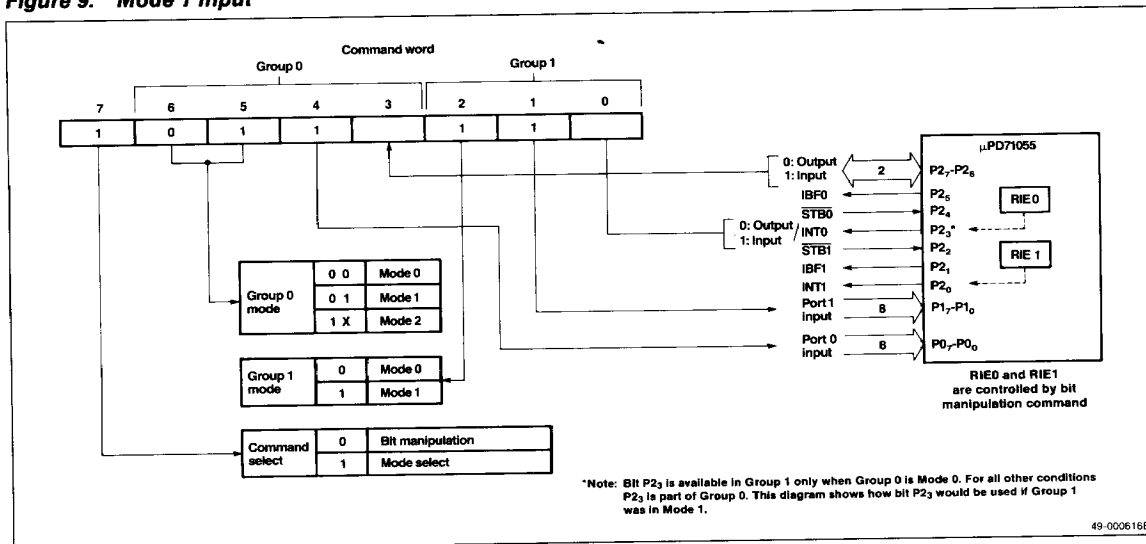 Figure 9. Mode 1 Input
Command word
Group 0
Group 1
7 6 5 4 3 2 1 0
1 0 1 1 1 1
µPD71055
0: Output
1: Input
2
P2₇-P2₆
IBF0
P2₅
RIE0
STB0
P2₄
0: Output
1: Input
INT0
P2₃*
STB1
P2₂
RIE 1
IBF1
P2₁
INT1
P2₀
Port 1
input
8
P1₇-P1₀
Port 0
input
8
P0₇-P0₀
RIE0 and RIE1
are controlled by bit
manipulation command
Group 0
mode
0 0 Mode 0
0 1 Mode 1
1 X Mode 2
Group 1
mode
0 Mode 0
1 Mode 1
Command
select
0 Bit manipulation
1 Mode select
*Note: Bit P2₃ is available in Group 1 only when Group 0 is Mode 0. For all other conditions
P2₃ is part of Group 0. This diagram shows how bit P2₃ would be used if Group 1
was in Mode 1.
49-000616B